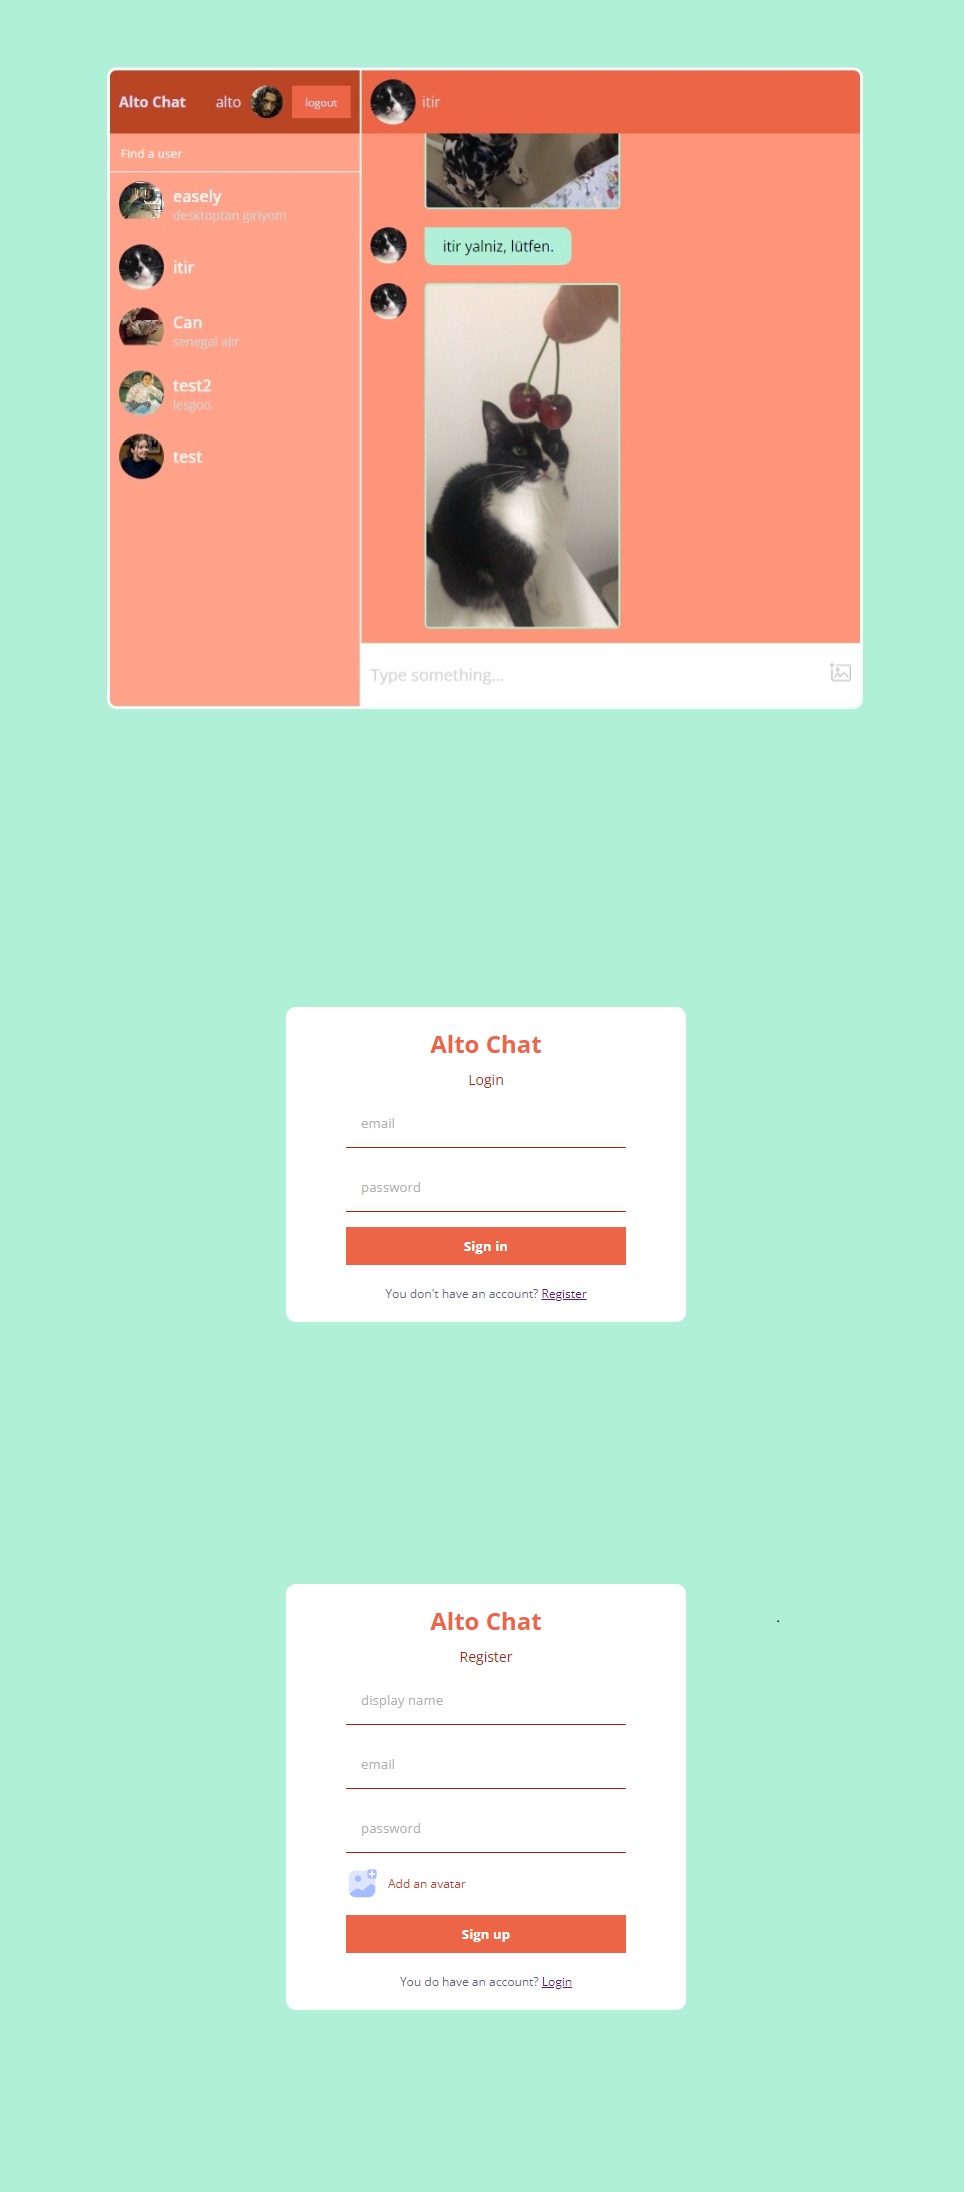 Alto Chat
alto
logout
itir
Find a user
easely
desktoptan giriyom
itir
Can
senegal alır
test2
lesgoo
test
itir yalniz, lütfen.
Type something...
Alto Chat
Login
email
password
Sign in
You don't have an account? Register
Alto Chat
Register
display name
email
password
Add an avatar
Sign up
You do have an account? Login